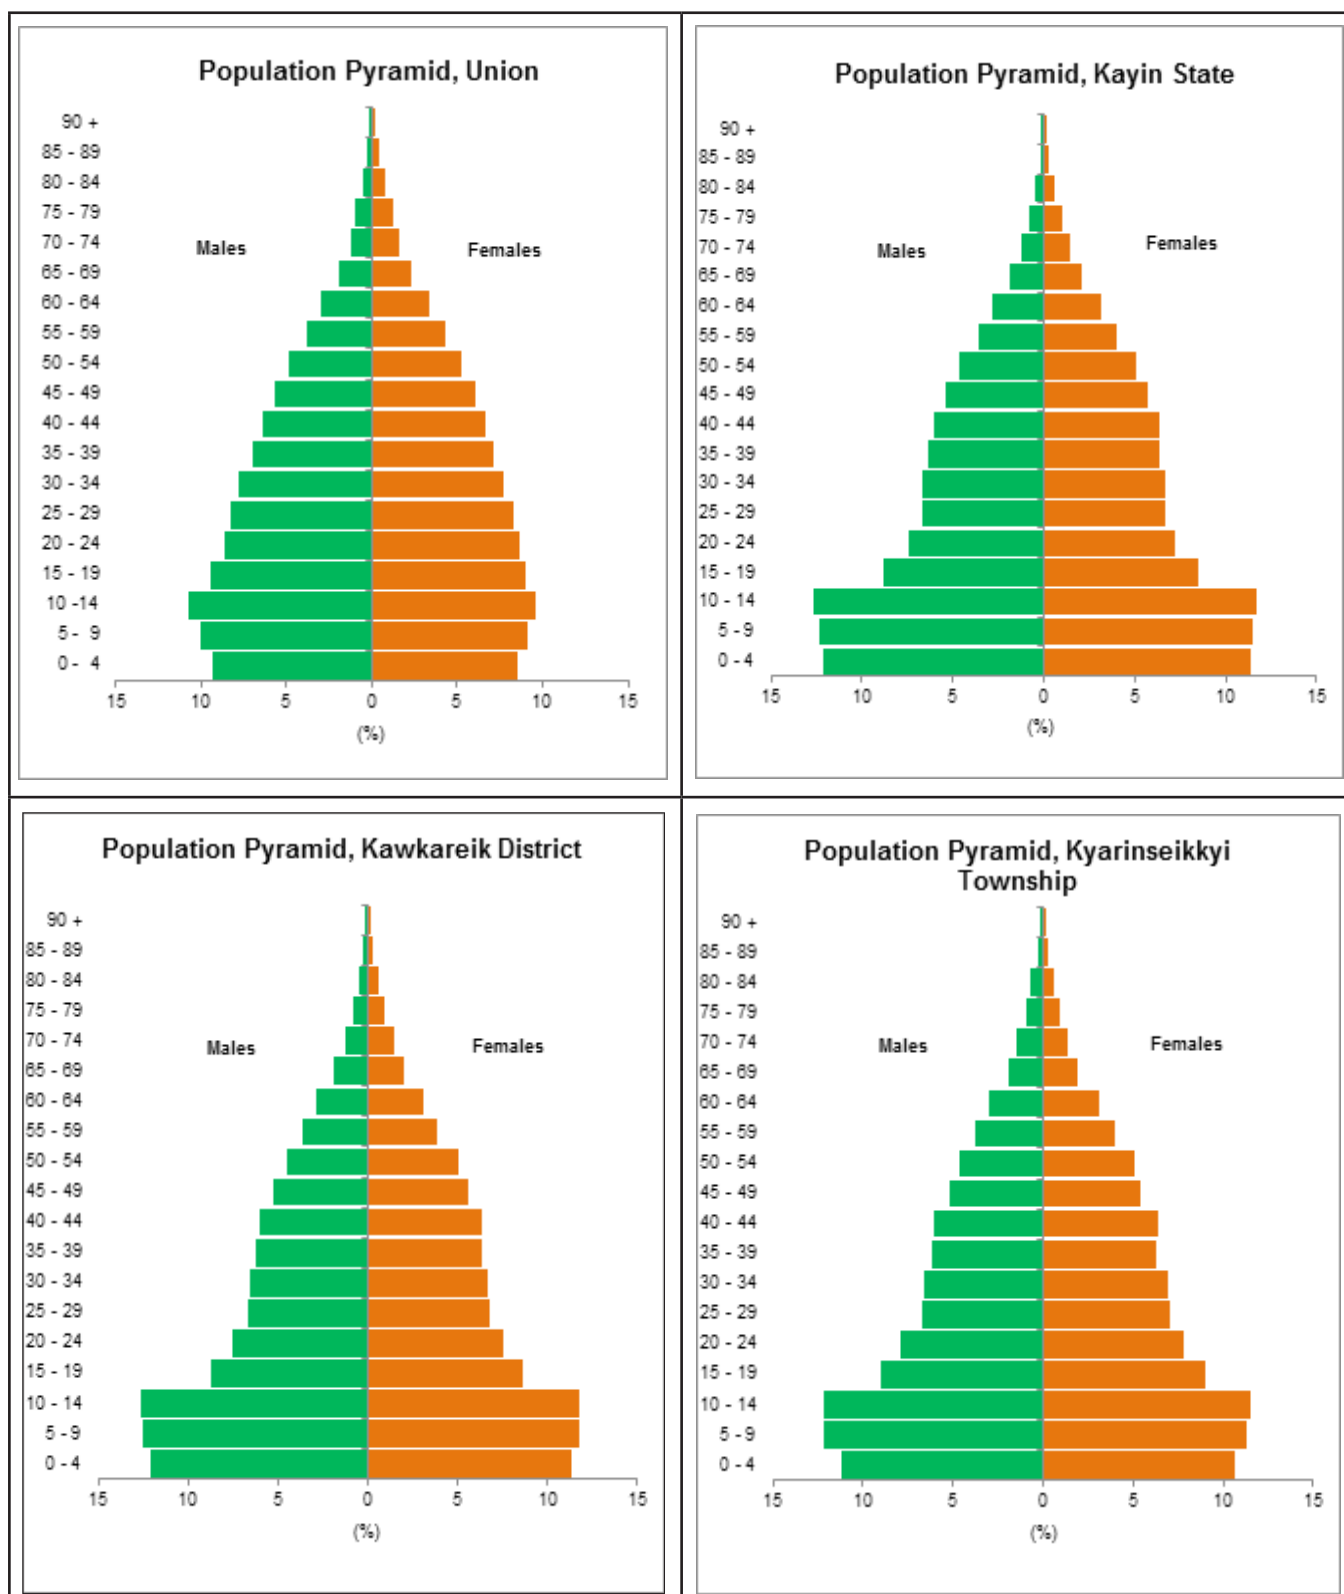 Population Pyramid, Union
90 +
85 - 89
80 - 84
75 - 79
70 - 74
65 - 69
60 - 64
55 - 59
50 - 54
45 - 49
40 - 44
35 - 39
30 - 34
25 - 29
20 - 24
15 - 19
10 -14
5 - 9
0 - 4
Males
Females
15 10 5 0 5 10 15
(%)
Population Pyramid, Kayin State
90 +
85 - 89
80 - 84
75 - 79
70 - 74
65 - 69
60 - 64
55 - 59
50 - 54
45 - 49
40 - 44
35 - 39
30 - 34
25 - 29
20 - 24
15 - 19
10 - 14
5 - 9
0 - 4
Males
Females
15 10 5 0 5 10 15
(%)
Population Pyramid, Kawkareik District
90 +
85 - 89
80 - 84
75 - 79
70 - 74
65 - 69
60 - 64
55 - 59
50 - 54
45 - 49
40 - 44
35 - 39
30 - 34
25 - 29
20 - 24
15 - 19
10 - 14
5 - 9
0 - 4
Males
Females
15 10 5 0 5 10 15
(%)
Population Pyramid, Kyarinseikkyi
Township
90 +
85 - 89
80 - 84
75 - 79
70 - 74
65 - 69
60 - 64
55 - 59
50 - 54
45 - 49
40 - 44
35 - 39
30 - 34
25 - 29
20 - 24
15 - 19
10 - 14
5 - 9
0 - 4
Males
Females
15 10 5 0 5 10 15
(%)